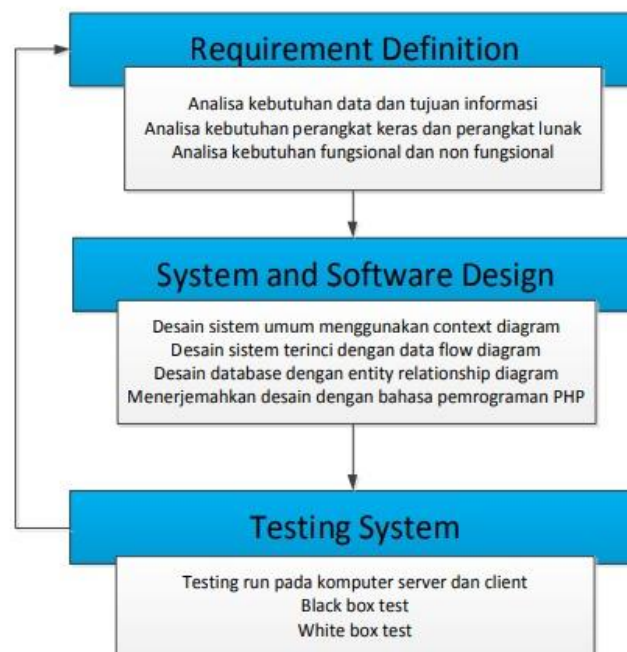 Requirement Definition
Analisa kebutuhan data dan tujuan informasi
Analisa kebutuhan perangkat keras dan perangkat lunak
Analisa kebutuhan fungsional dan non fungsional
System and Software Design
Desain sistem umum menggunakan context diagram
Desain sistem terinci dengan data flow diagram
Desain database dengan entity relationship diagram
Menerjemahkan desain dengan bahasa pemrograman PHP
Testing System
Testing run pada komputer server dan client
Black box test
White box test